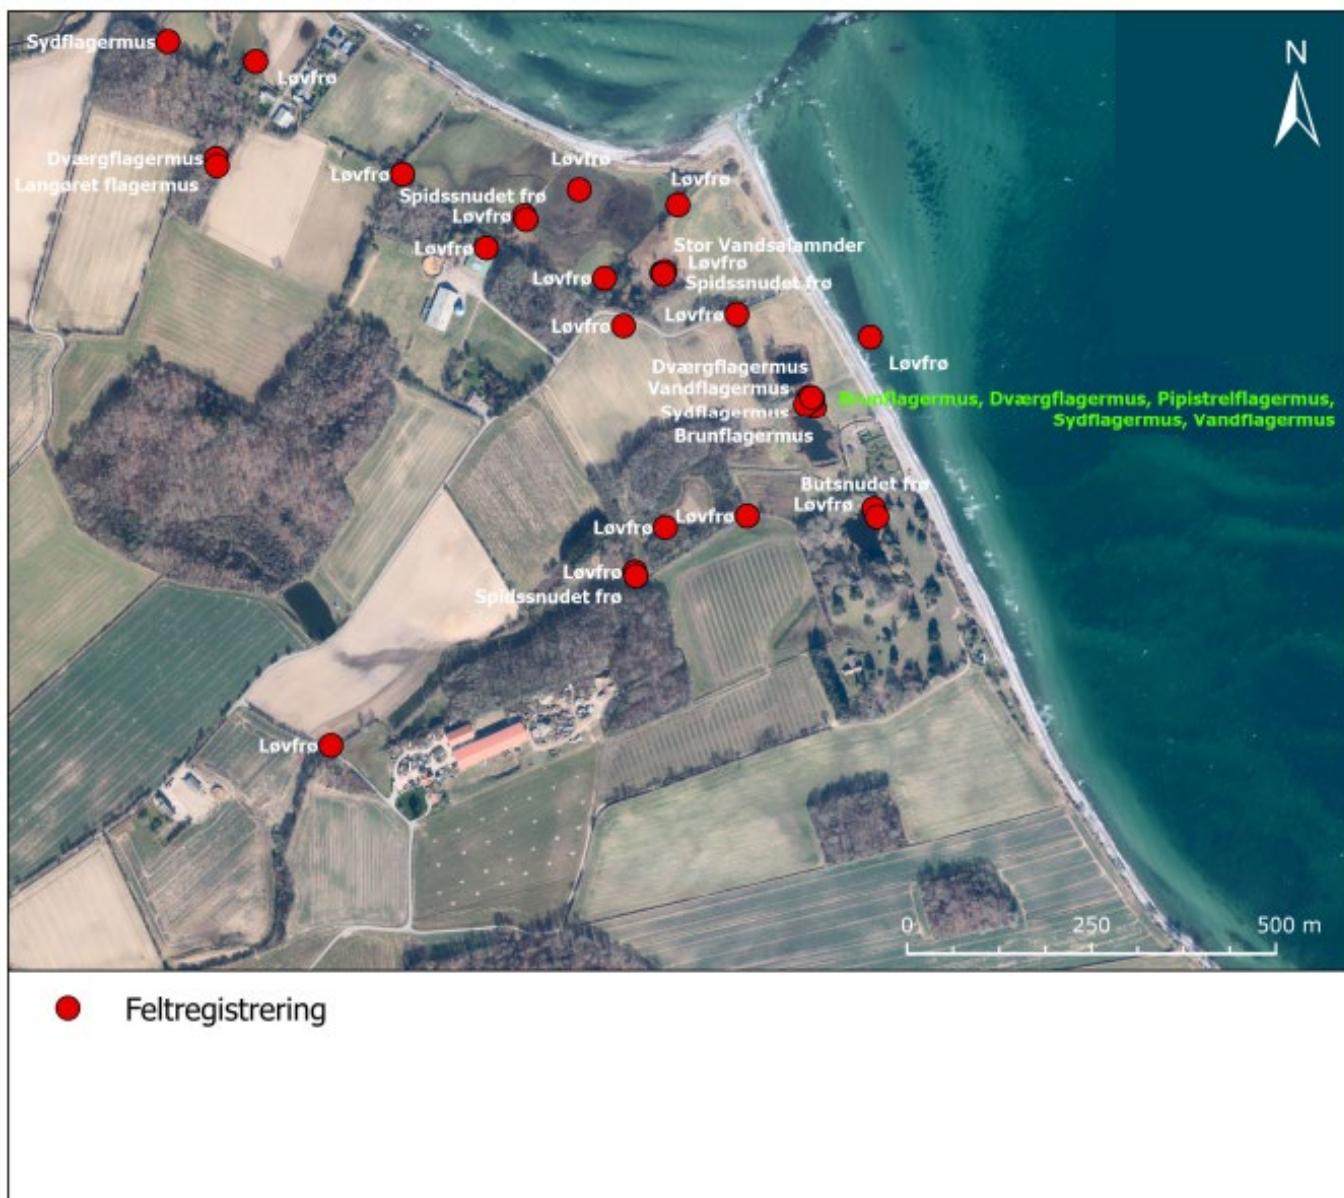 Sydflagermus
N
Løvfrø
Dværgflagermus
Langøret flagermus
Løvfrø
Løvfrø
Løvfrø
Spidssnudet frø
Løvfrø
Løvfrø
Stor Vandsalamnder
Løvfrø
Spidssnudet frø
Løvfrø
Løvfrø
Løvfrø
Løvfrø
Dværgflagermus
Vandflagermus
Sydflagermus
Brunflagermus
Brunflagermus, Dværgflagermus, Pipistrelflagermus,
Sydflagermus, Vandflagermus
Butsnudet frø
Løvfrø
Løvfrø
Løvfrø
Løvfrø
Spidssnudet frø
Løvfrø
0 250 500 m
Feltregistrering